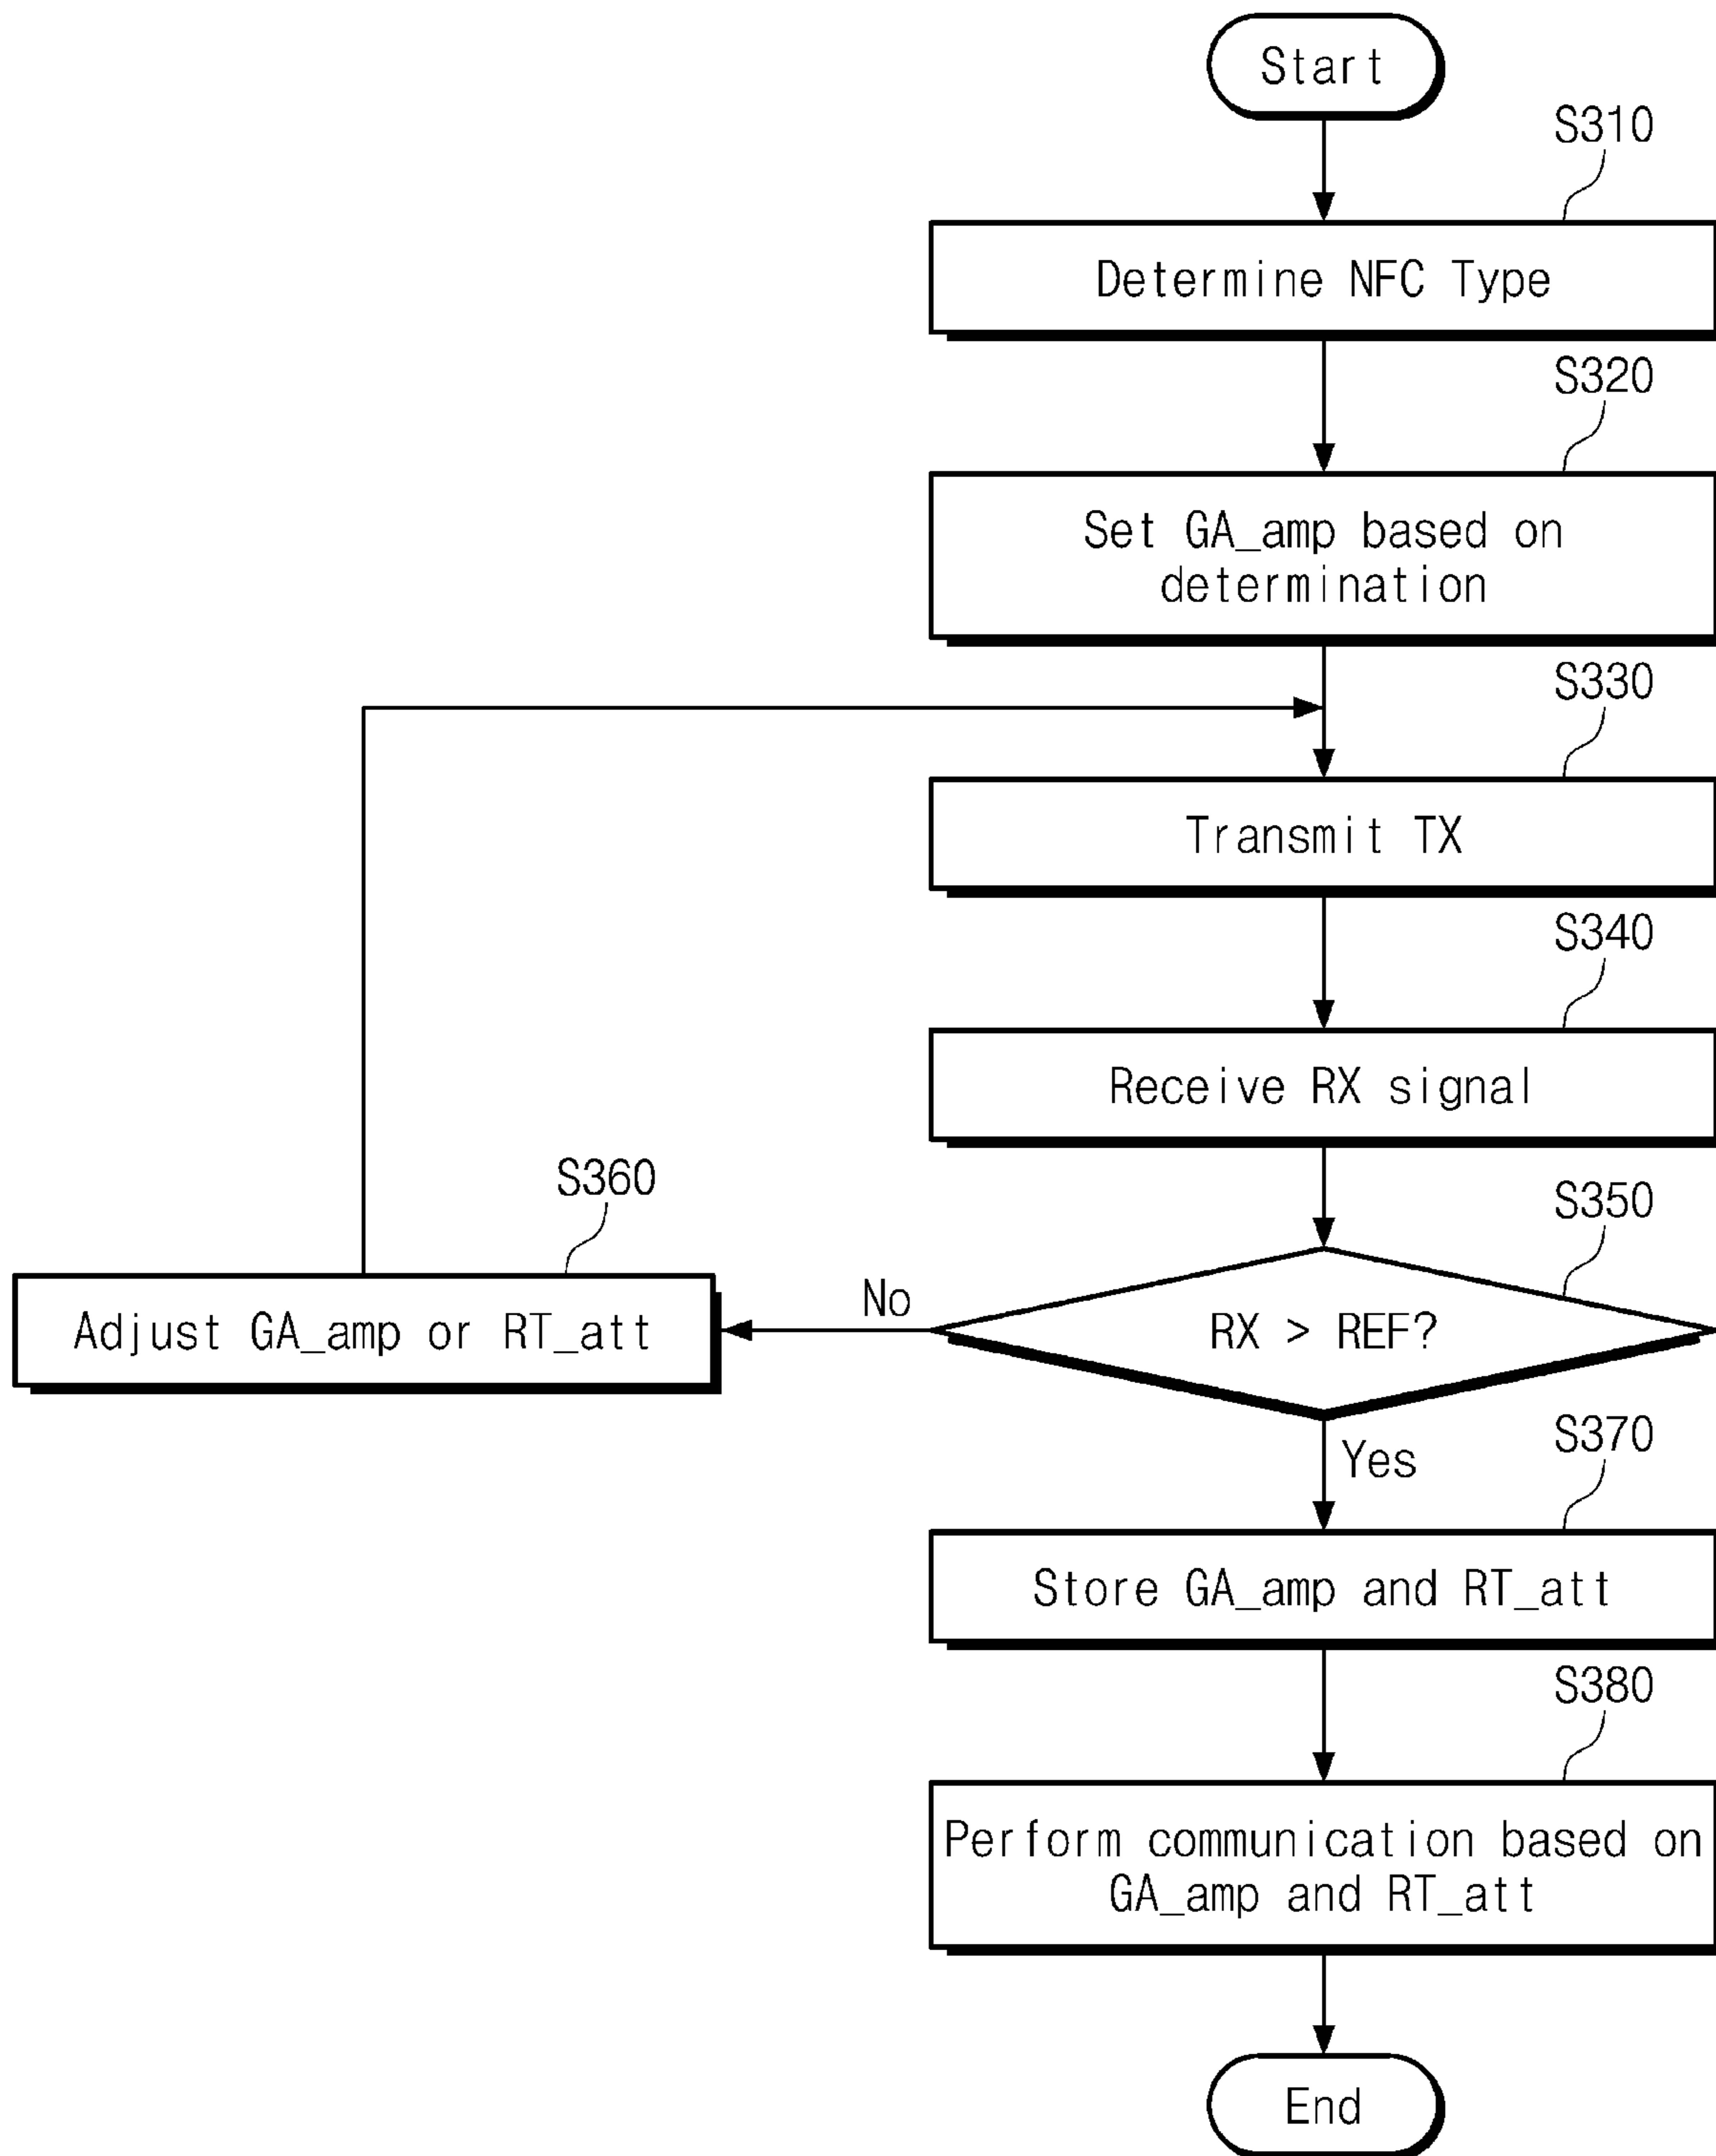 Start
S310
Determine NFC Type
S320
Set GA_amp based on
determination
S330
Transmit TX
S340
Receive RX signal
S350
RX > REF?
No
S360
Adjust GA_amp or RT_att
Yes
S370
Store GA_amp and RT_att
S380
Perform communication based on
GA_amp and RT_att
End